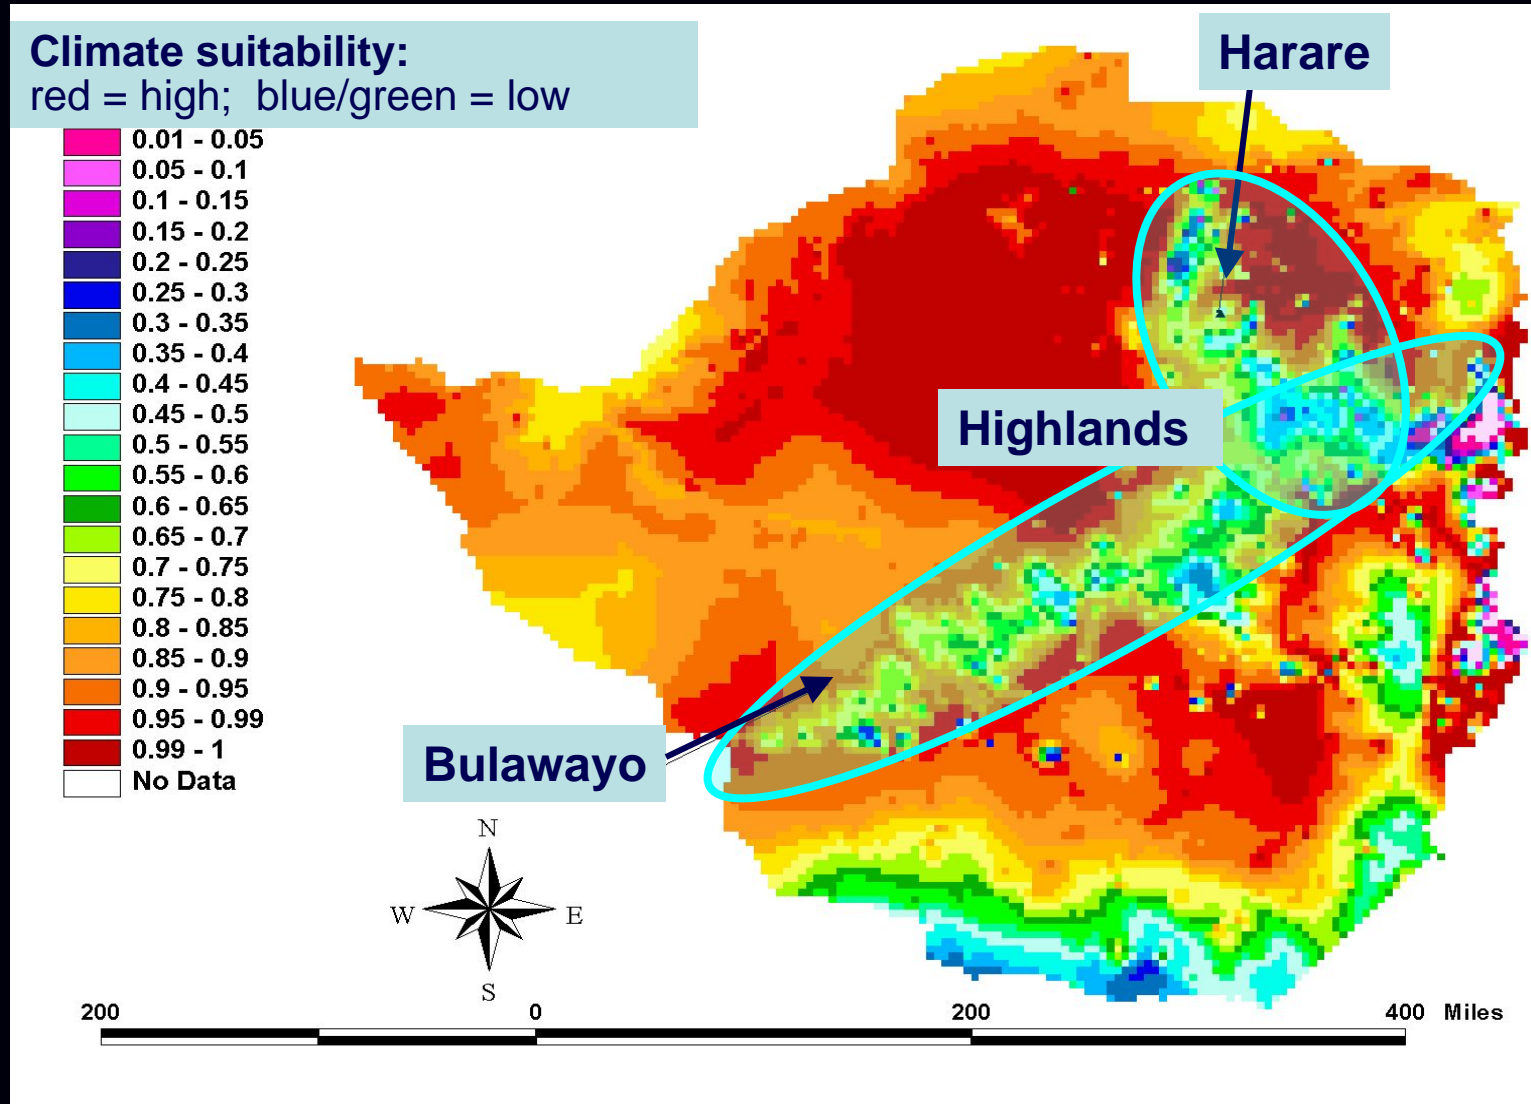 Climate suitability:
red = high; blue/green = low
Harare
0.01 - 0.05
0.05 - 0.1
0.1 - 0.15
0.15 - 0.2
0.2 - 0.25
0.25 - 0.3
0.3 - 0.35
0.35 - 0.4
0.4 - 0.45
0.45 - 0.5
0.5 - 0.55
0.55 - 0.6
0.6 - 0.65
0.65 - 0.7
0.7 - 0.75
0.75 - 0.8
0.8 - 0.85
0.85 - 0.9
0.9 - 0.95
0.95 - 0.99
0.99 - 1
No Data
Highlands
Bulawayo
N
W E
S
200 0 200 400 Miles